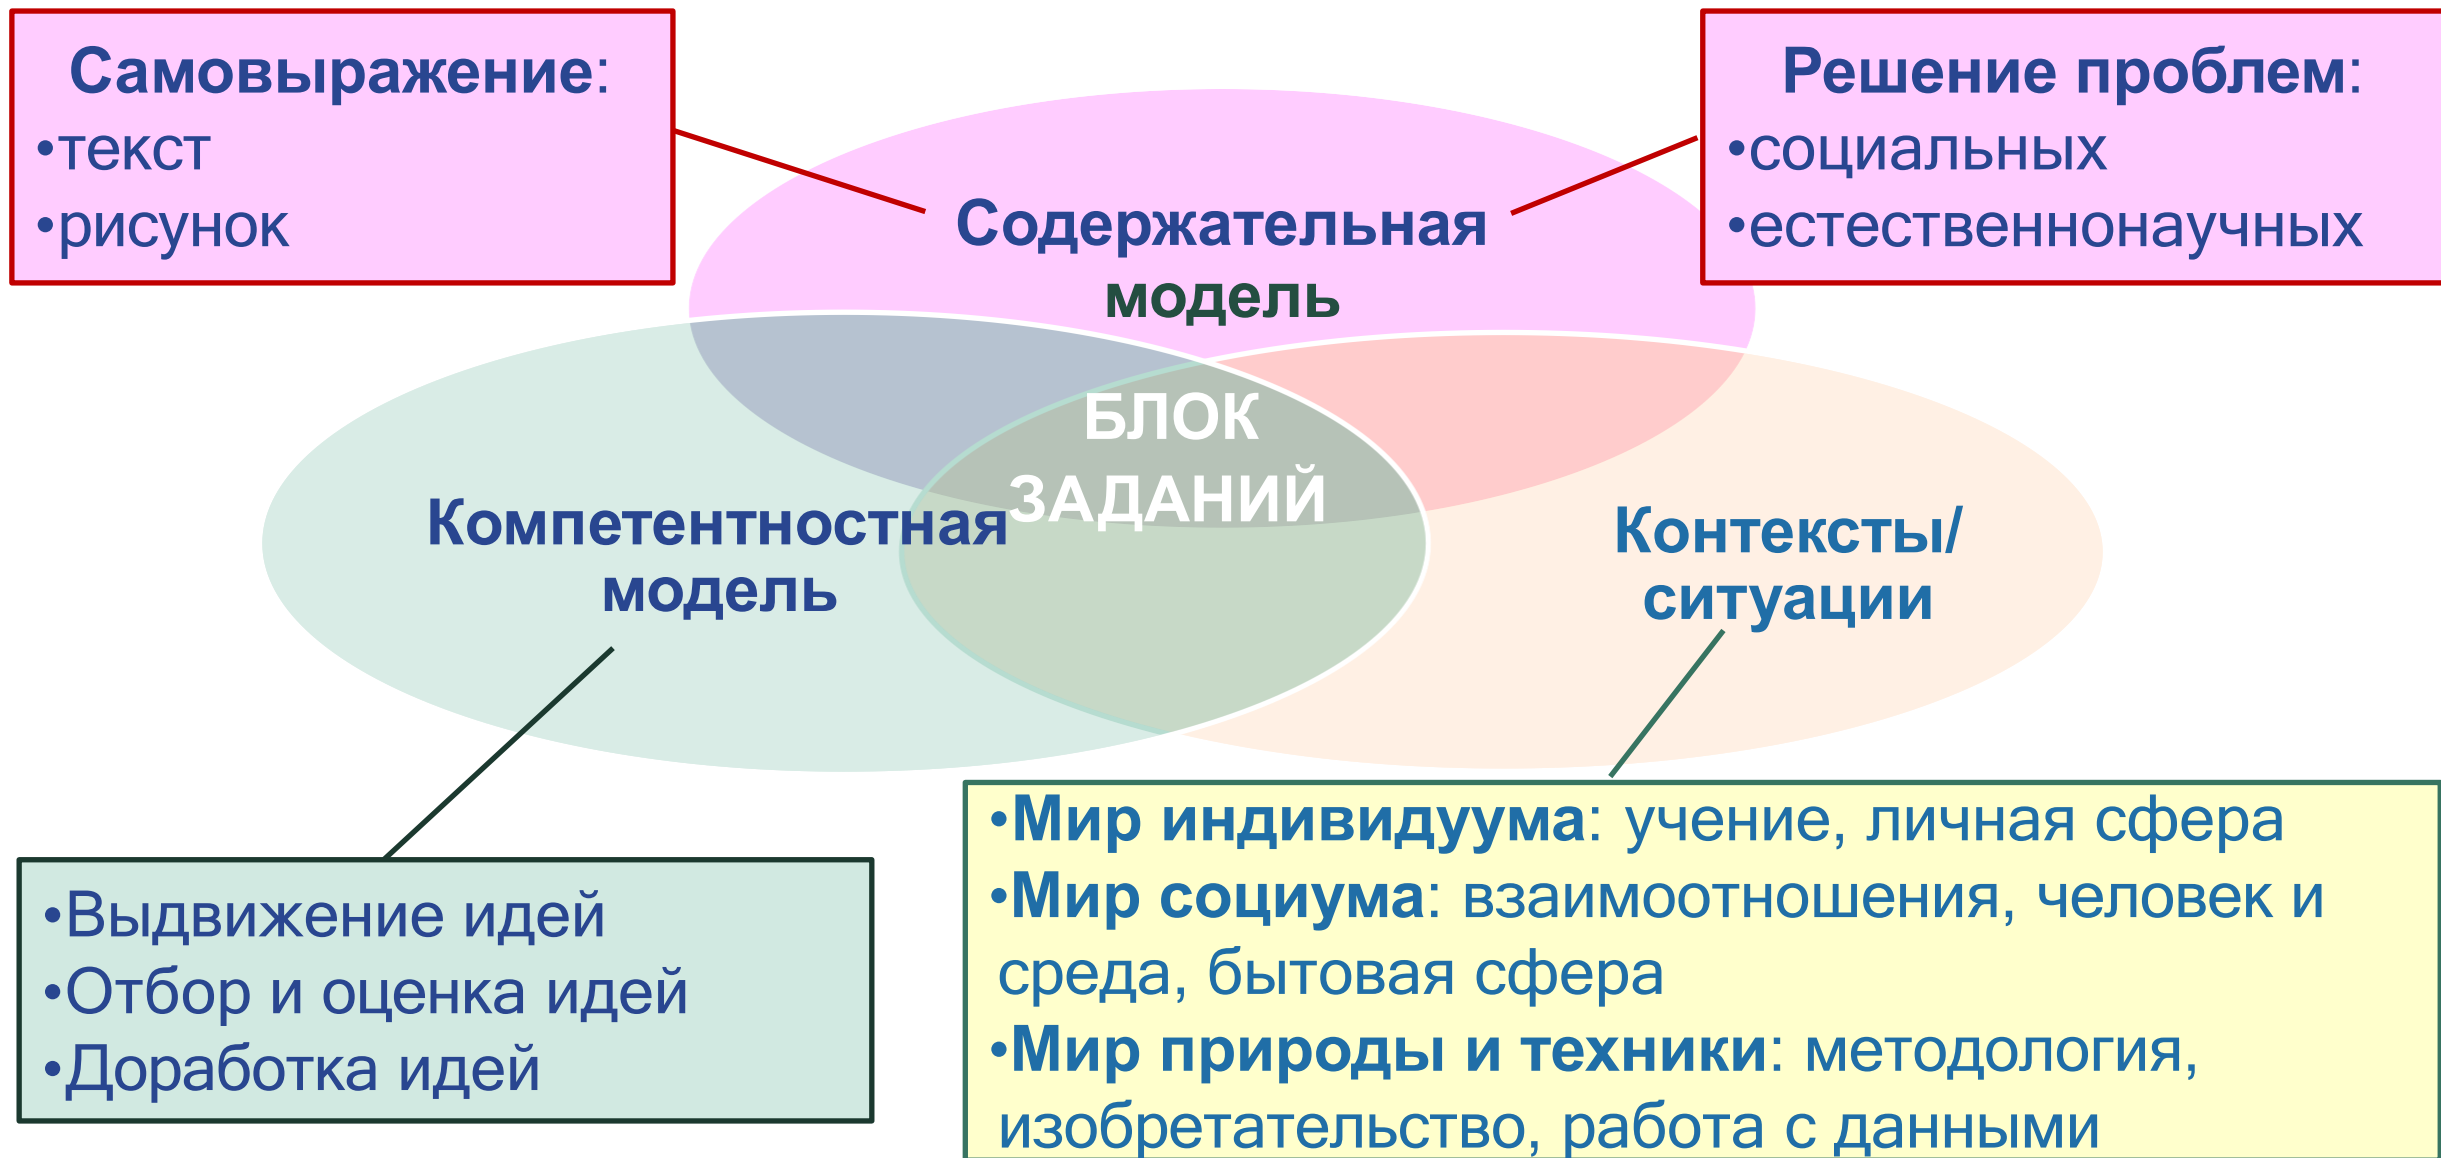 Самовыражение:
•текст
•рисунок
Решение проблем:
•социальных
•естественнонаучных
Содержательная
модель
БЛОК
ЗАДАНИЙ
Компетентностная
модель
Контексты/
ситуации
•Выдвижение идей
•Отбор и оценка идей
•Доработка идей
•Мир индивидуума: учение, личная сфера
•Мир социума: взаимоотношения, человек и
среда, бытовая сфера
•Мир природы и техники: методология,
изобретательство, работа с данными